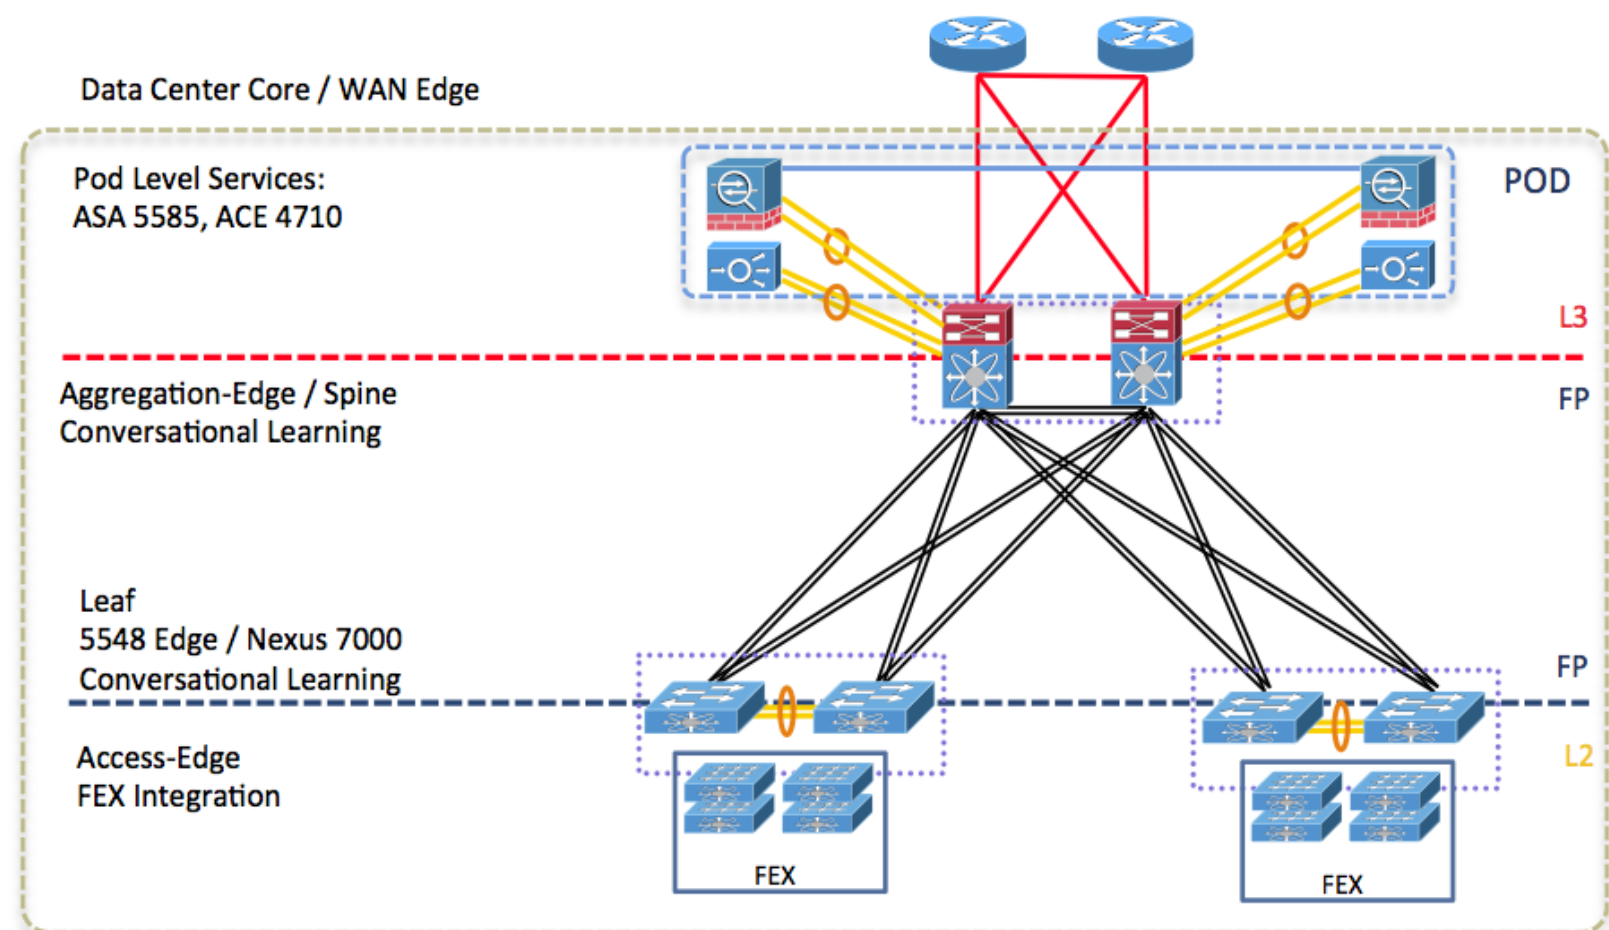 Data Center Core / WAN Edge
Pod Level Services:
ASA 5585, ACE 4710
POD
L3
Aggregation-Edge / Spine
Conversational Learning
FP
Leaf
5548 Edge / Nexus 7000
Conversational Learning
FP
Access-Edge
FEX Integration
L2
FEX
FEX